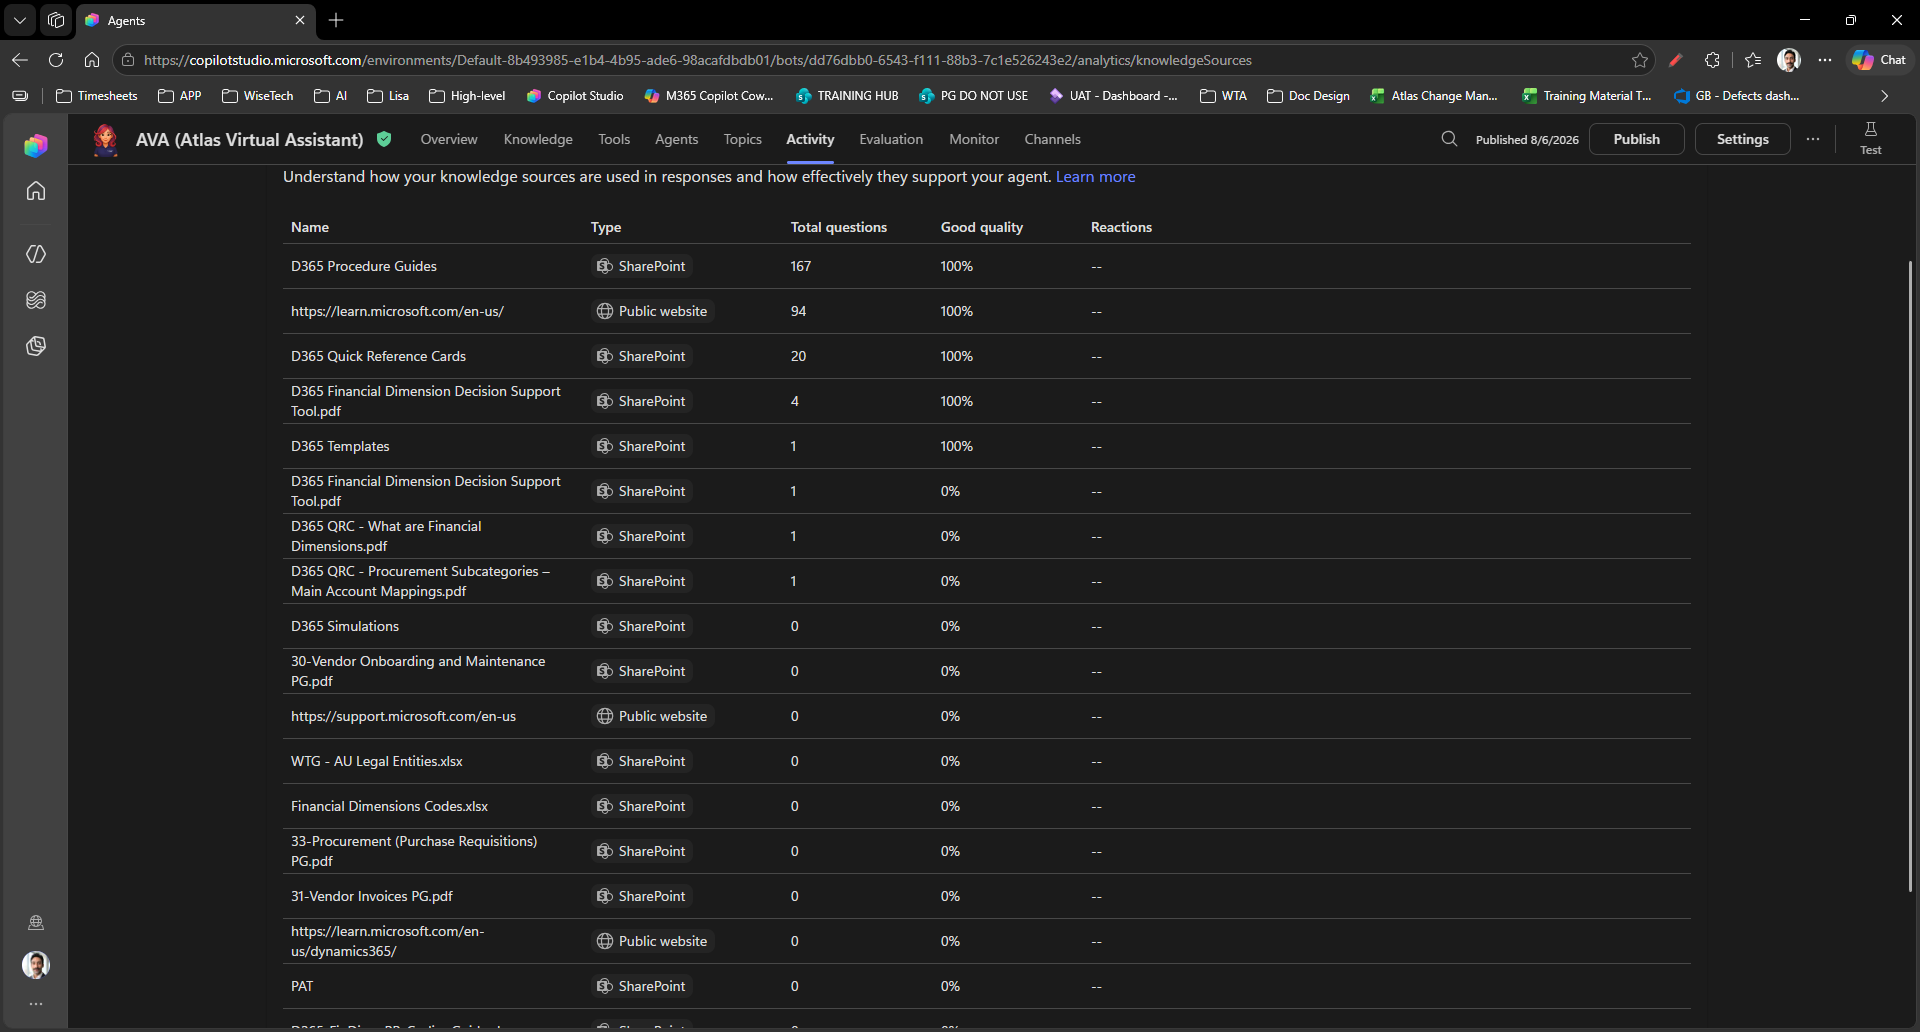 Agents
https://copilotstudio.microsoft.com/environments/Default-8b493985-e1b4-4b95-ade6-98acafdbdb01/bots/dd76dbb0-6543-f111-88b3-7c1e526243e2/analytics/knowledgeSources
Chat
Timesheets APP WiseTech AI Lisa High-level Copilot Studio M365 Copilot Cow... TRAINING HUB PG DO NOT USE UAT - Dashboard -... WTA Doc Design Atlas Change Man... Training Material T... GB - Defects dash...
AVA (Atlas Virtual Assistant) Overview Knowledge Tools Agents Topics Activity Evaluation Monitor Channels Published 8/6/2026 Publish Settings ... Test
Understand how your knowledge sources are used in responses and how effectively they support your agent. Learn more
Name Type Total questions Good quality Reactions
D365 Procedure Guides SharePoint 167 100% --
https://learn.microsoft.com/en-us/ Public website 94 100% --
D365 Quick Reference Cards SharePoint 20 100% --
D365 Financial Dimension Decision Support
Tool.pdf SharePoint 4 100% --
D365 Templates SharePoint 1 100% --
D365 Financial Dimension Decision Support
Tool.pdf SharePoint 1 0% --
D365 QRC - What are Financial
Dimensions.pdf SharePoint 1 0% --
D365 QRC - Procurement Subcategories –
Main Account Mappings.pdf SharePoint 1 0% --
D365 Simulations SharePoint 0 0% --
30-Vendor Onboarding and Maintenance
PG.pdf SharePoint 0 0% --
https://support.microsoft.com/en-us Public website 0 0% --
WTG - AU Legal Entities.xlsx SharePoint 0 0% --
Financial Dimensions Codes.xlsx SharePoint 0 0% --
33-Procurement (Purchase Requisitions)
PG.pdf SharePoint 0 0% --
31-Vendor Invoices PG.pdf SharePoint 0 0% --
https://learn.microsoft.com/en-
us/dynamics365/ Public website 0 0% --
PAT SharePoint 0 0% --